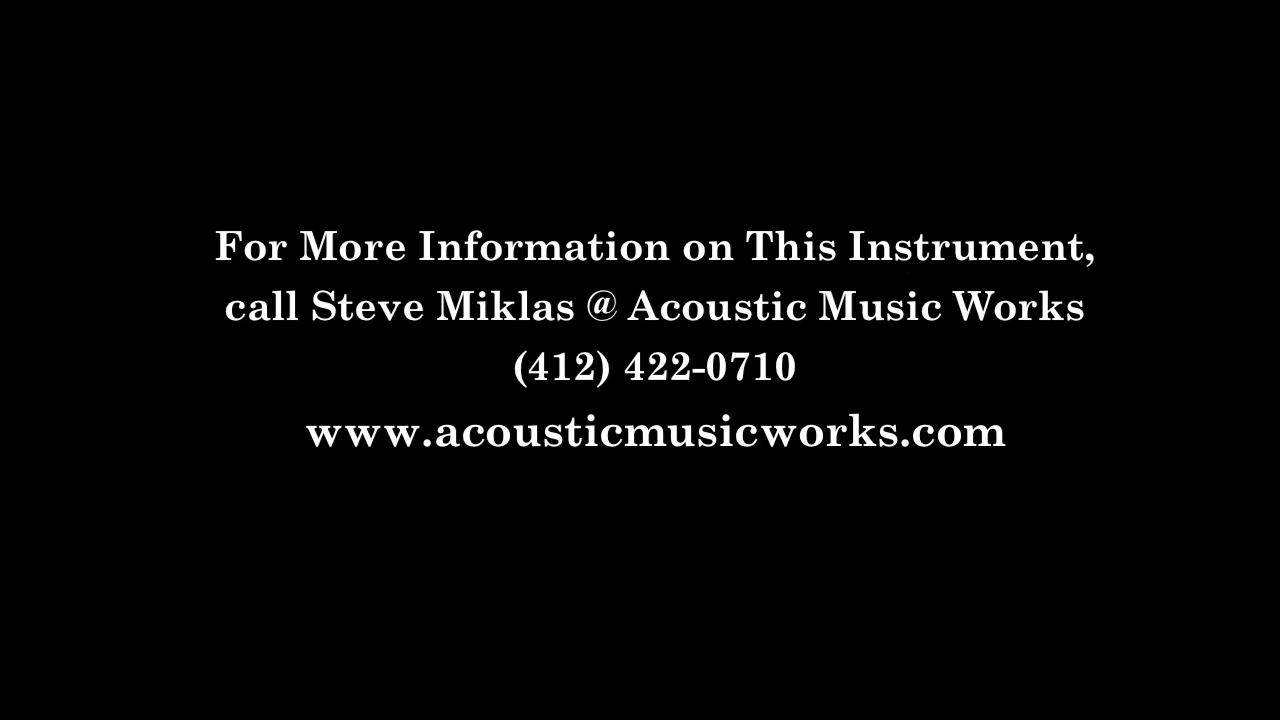 For More Information on This Instrument,
call Steve Miklas @ Acoustic Music Works
(412) 422-0710
www.acousticmusicworks.com